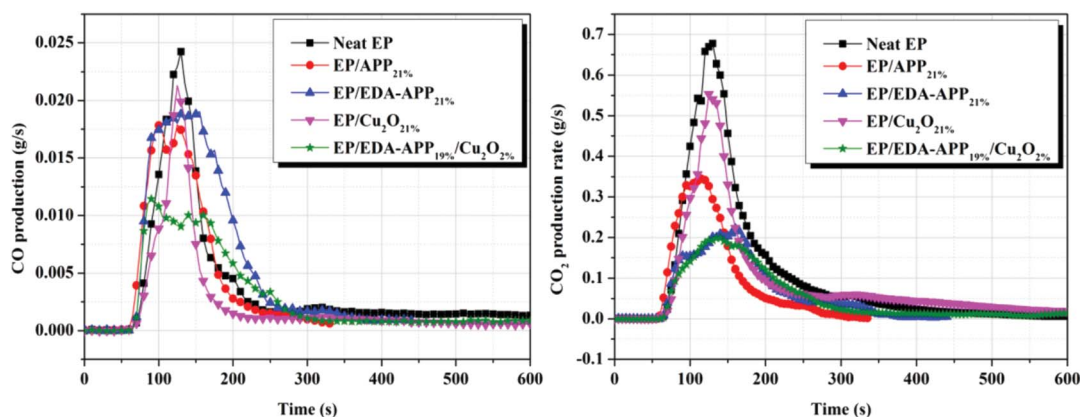 CO production (g/s)
0.025
0.020
0.015
0.010
0.005
0.000
0 100 200 300 400 500 600
Time (s)
Neat EP
EP/APP21%
EP/EDA-APP21%
EP/Cu2O21%
EP/EDA-APP19%/Cu2O2%
CO2 production rate (g/s)
0.8
0.7
0.6
0.5
0.4
0.3
0.2
0.1
0.0
-0.1
0 100 200 300 400 500 600
Time (s)
Neat EP
EP/APP21%
EP/EDA-APP21%
EP/Cu2O21%
EP/EDA-APP19%/Cu2O2%